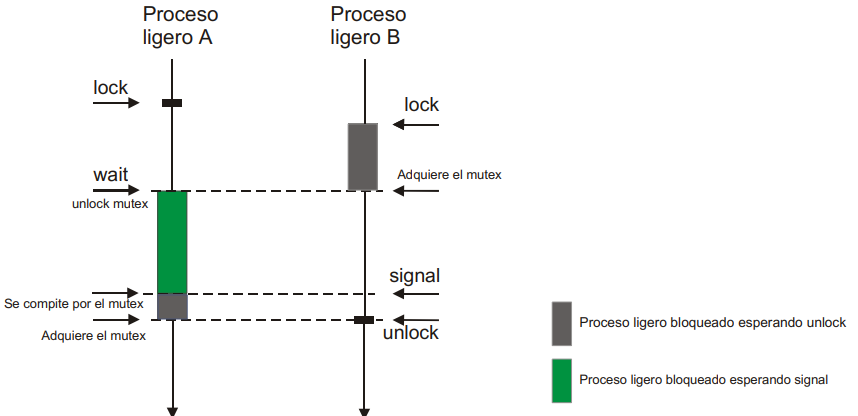 Proceso
ligero A
Proceso
ligero B
lock
lock
wait
Adquiere el mutex
unlock mutex
signal
Se compite por el mutex
Adquiere el mutex
unlock
Proceso ligero bloqueado esperando unlock
Proceso ligero bloqueado esperando signal